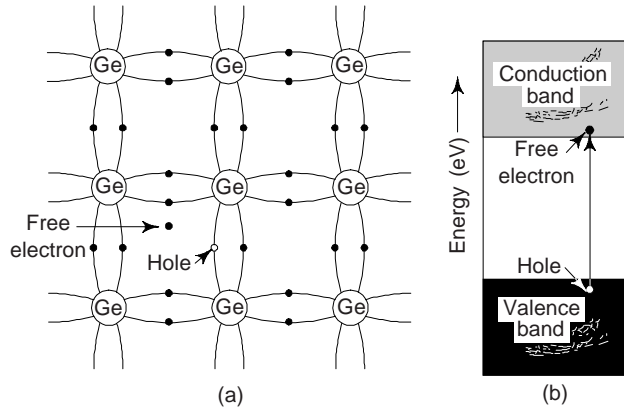 Ge Ge Ge
Ge Ge Ge
Free
electron
Hole
Ge Ge Ge
(a)
Energy (eV)
Conduction
band
Free
electron
Hole
Valence
band
(b)